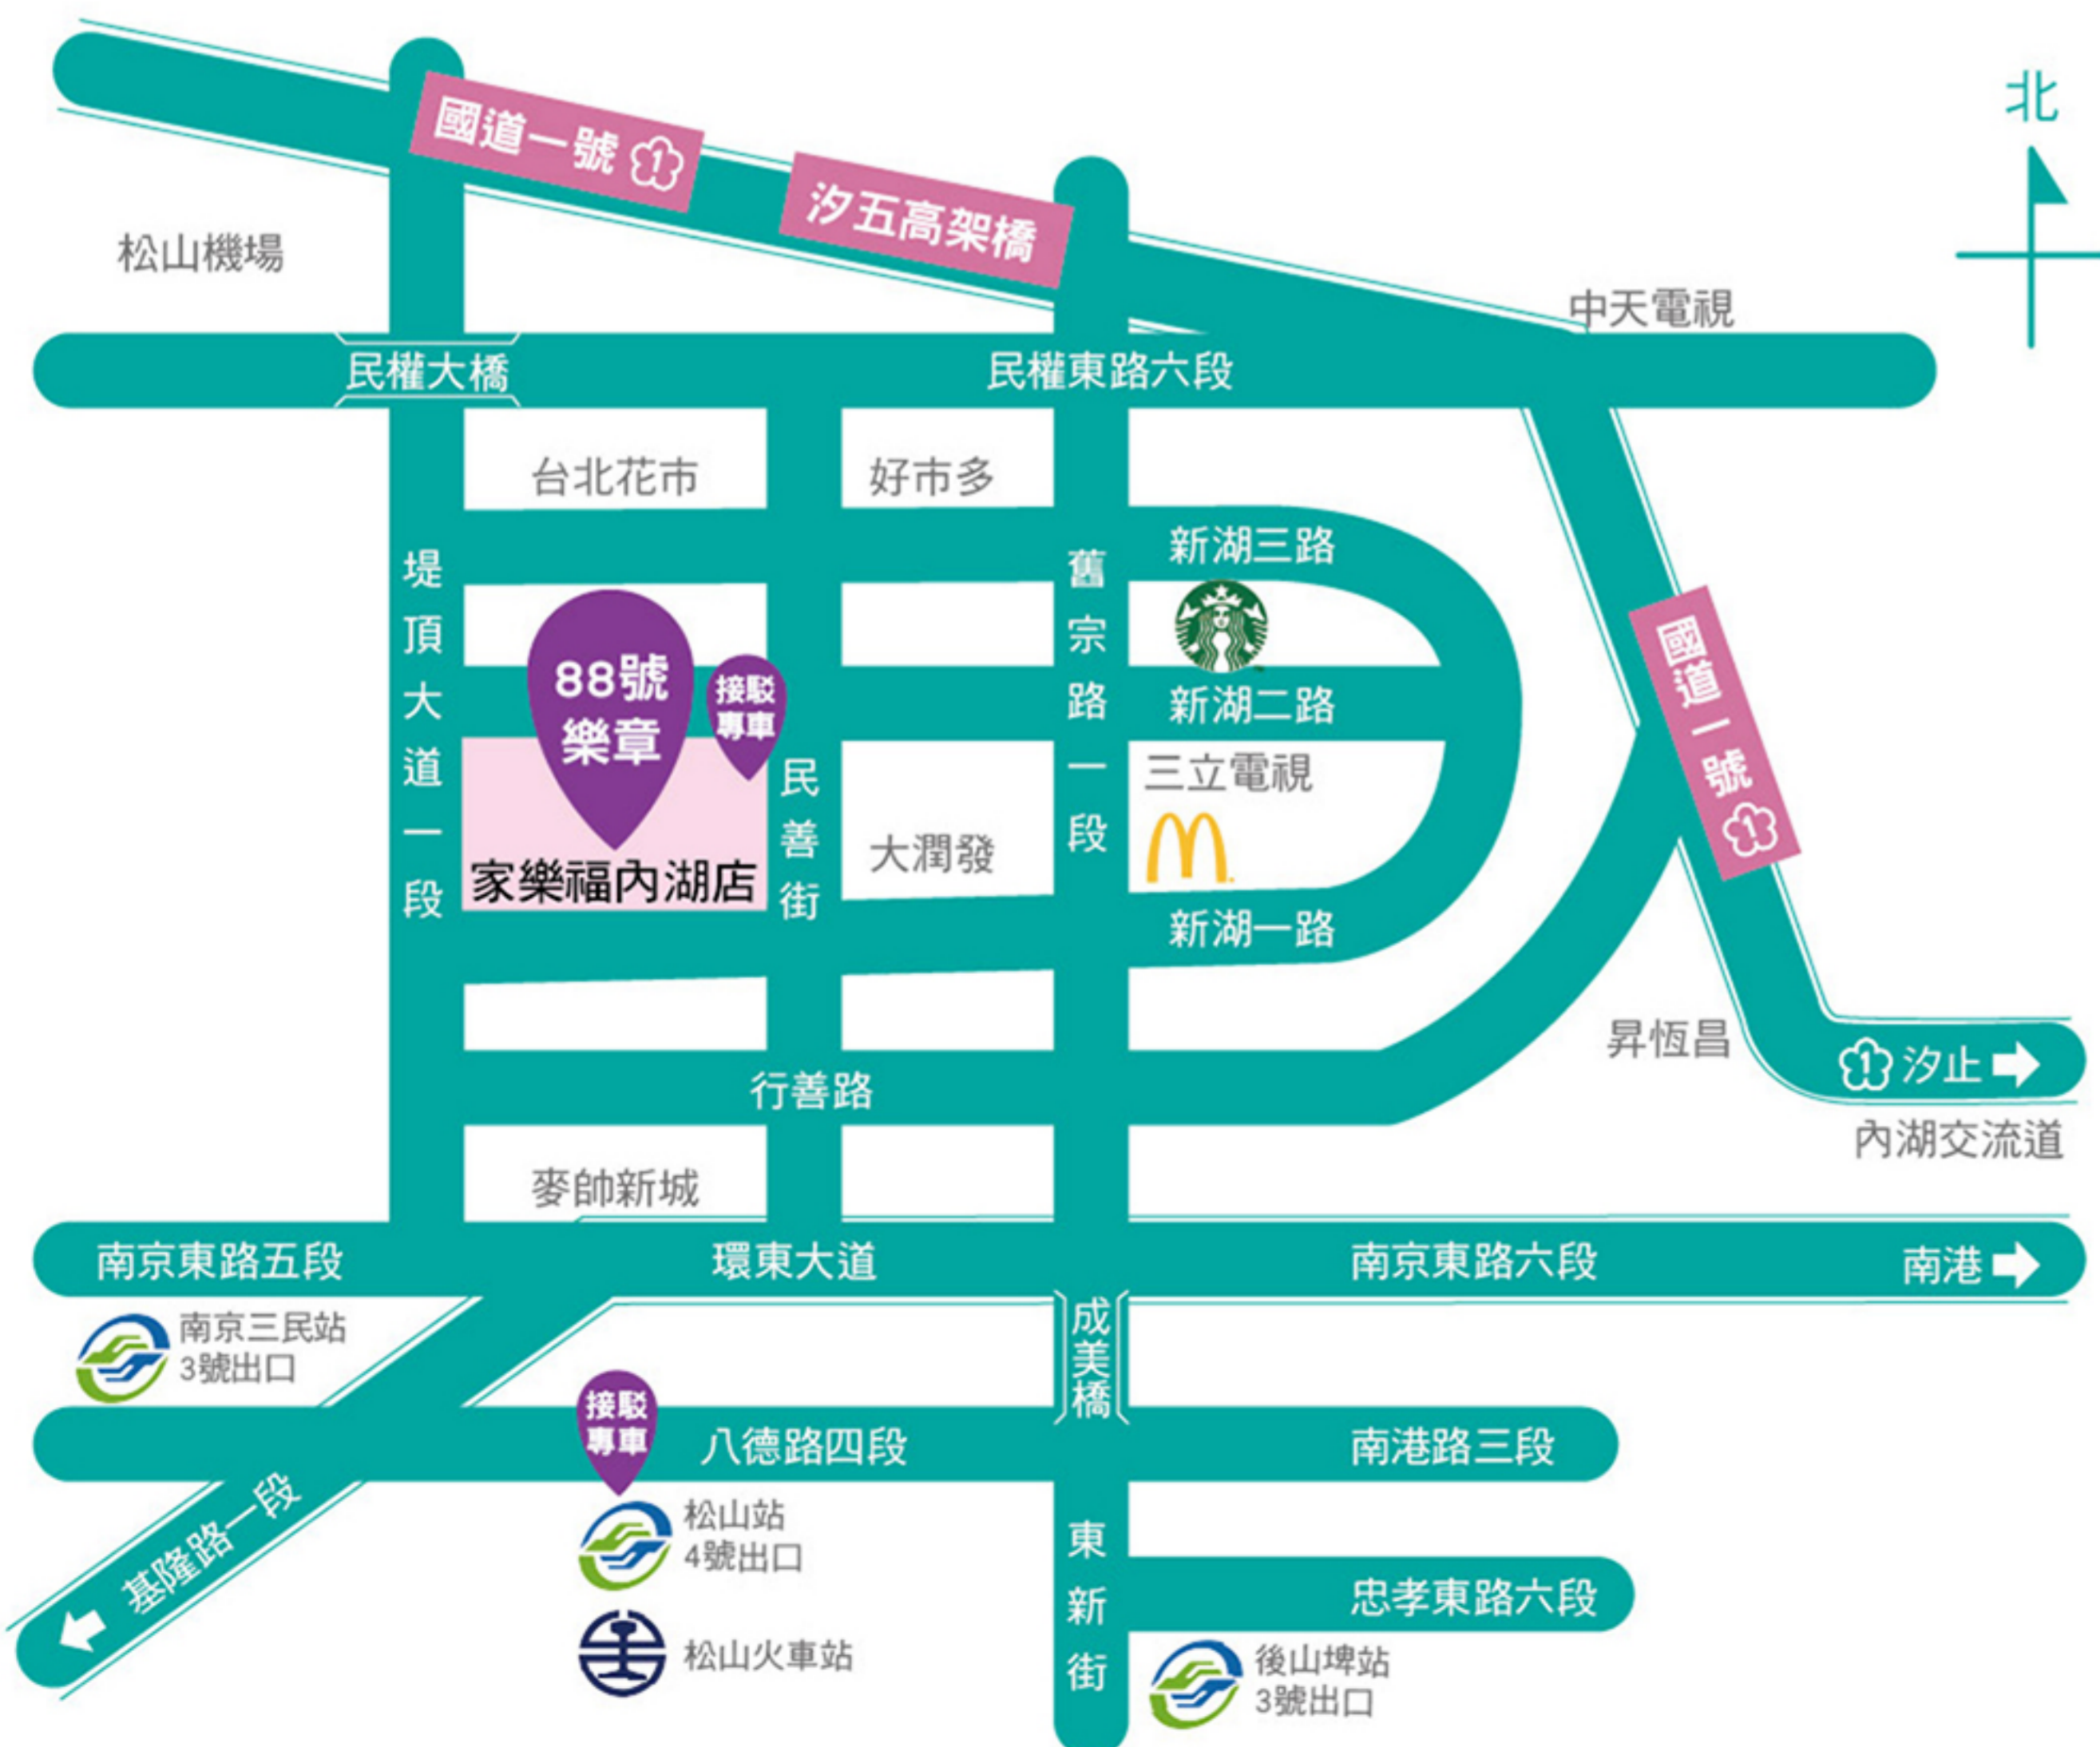 北
國道一號 1
汐五高架橋
松山機場
中天電視
民權大橋
民權東路六段
台北花市
好市多
新湖三路
堤頂大道一段
舊宗路一段
88號
樂章
接駁
專車
新湖二路
國道一號 1
民善街
三立電視
大潤發
家樂福內湖店
新湖一路
昇恆昌
1 汐止
行善路
內湖交流道
麥帥新城
南京東路五段
環東大道
南京東路六段
南港
南京三民站
3號出口
成美橋
接駁
專車
八德路四段
南港路三段
基隆路一段
松山站
4號出口
東新街
忠孝東路六段
松山火車站
後山埤站
3號出口